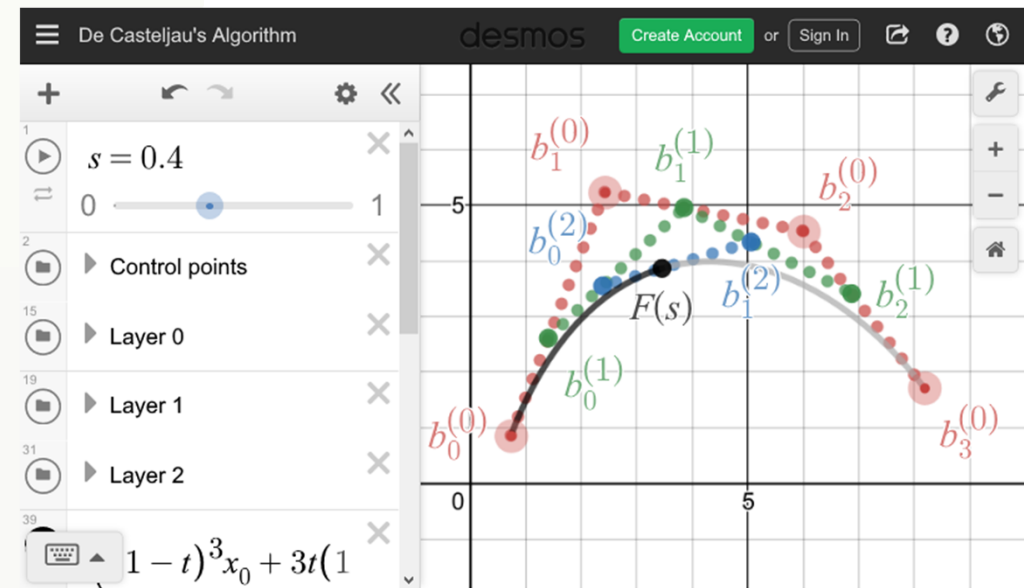 De Casteljau's Algorithm
desmos
Create Account or Sign In
1
s = 0.4
0 1
2
Control points
15
Layer 0
19
Layer 1
31
Layer 2
39
1 − t)³x₀ + 3t(1
b₁⁽⁰⁾
b₁⁽¹⁾
b₂⁽⁰⁾
5
b₀⁽²⁾
b₁⁽²⁾
b₂⁽¹⁾
F(s)
b₀⁽¹⁾
b₀⁽⁰⁾
b₃⁽⁰⁾
0 5